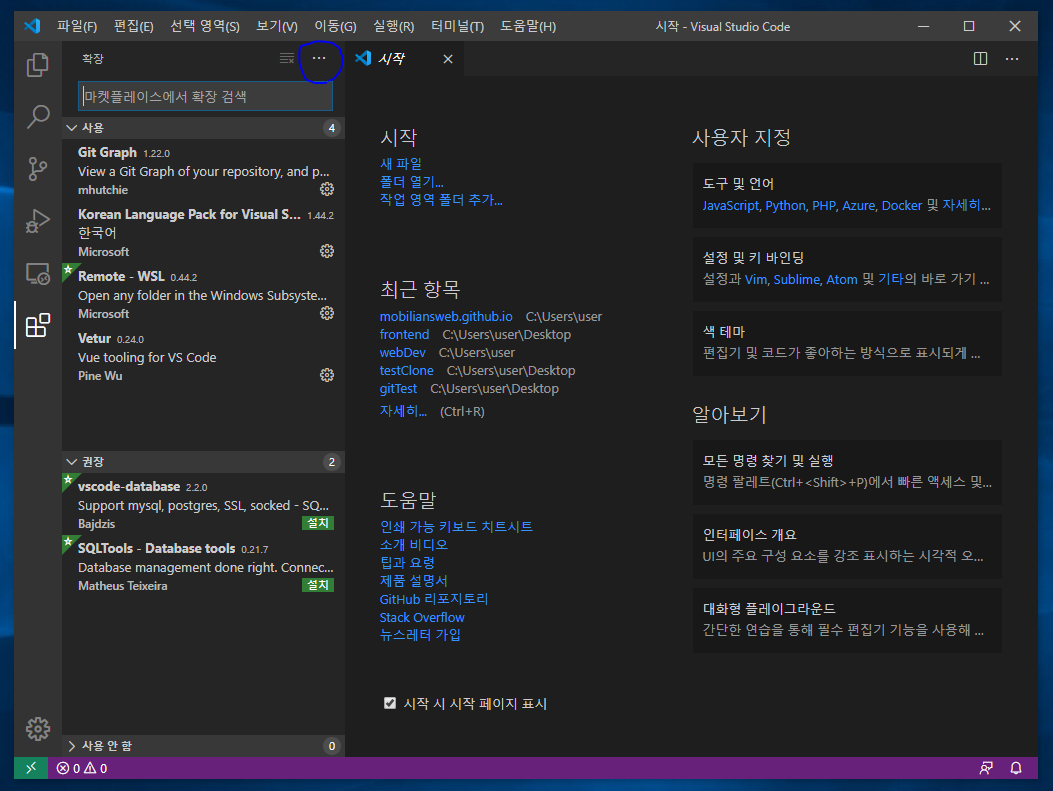 파일(F) 편집(E) 선택 영역(S) 보기(V) 이동(G) 실행(R) 터미널(T) 도움말(H) 시작 - Visual Studio Code
확장
마켓플레이스에서 확장 검색
사용 4
Git Graph 1.22.0
View a Git Graph of your repository, and p...
mhutchie
Korean Language Pack for Visual S... 1.44.2
한국어
Microsoft
Remote - WSL 0.44.2
Open any folder in the Windows Subsyste...
Microsoft
Vetur 0.24.0
Vue tooling for VS Code
Pine Wu
권장 2
vscode-database 2.2.0
Support mysql, postgres, SSL, socked - SQ...
Bajdzis 설치
SQLTools - Database tools 0.21.7
Database management done right. Connec...
Matheus Teixeira 설치
사용 안 함 0
시작
시작
새 파일
폴더 열기...
작업 영역 폴더 추가...
최근 항목
mobiliansweb.github.io C:\Users\user
frontend C:\Users\user\Desktop
webDev C:\Users\user
testClone C:\Users\user\Desktop
gitTest C:\Users\user\Desktop
자세히... (Ctrl+R)
도움말
인쇄 가능 키보드 치트시트
소개 비디오
팁과 요령
제품 설명서
GitHub 리포지토리
Stack Overflow
뉴스레터 가입
시작 시 시작 페이지 표시
사용자 지정
도구 및 언어
JavaScript, Python, PHP, Azure, Docker 및 자세히...
설정 및 키 바인딩
설정과 Vim, Sublime, Atom 및 기타의 바로 가기 ...
색 테마
편집기 및 코드가 좋아하는 방식으로 표시되게 ...
알아보기
모든 명령 찾기 및 실행
명령 팔레트(Ctrl+<Shift>+P)에서 빠른 액세스 및...
인터페이스 개요
UI의 주요 구성 요소를 강조 표시하는 시각적 오...
대화형 플레이그라운드
간단한 연습을 통해 필수 편집기 기능을 사용해 ...
0 0